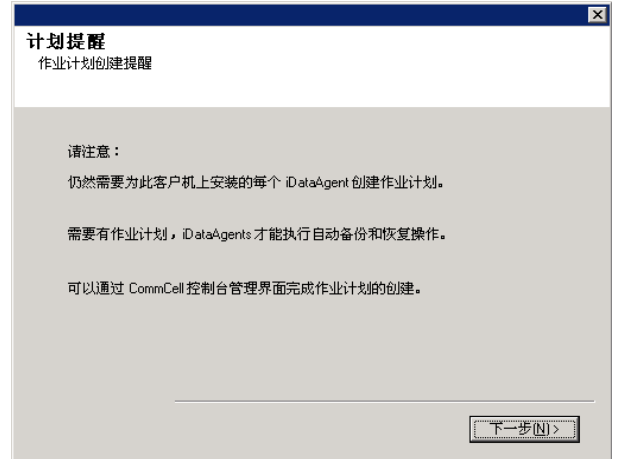 计划提醒
作业计划创建提醒
请注意：
仍然需要为此客户机上安装的每个 iDataAgent 创建作业计划。
需要有作业计划，iDataAgents 才能执行自动备份和恢复操作。
可以通过 CommCell 控制台管理界面完成作业计划的创建。
下一步(N) >